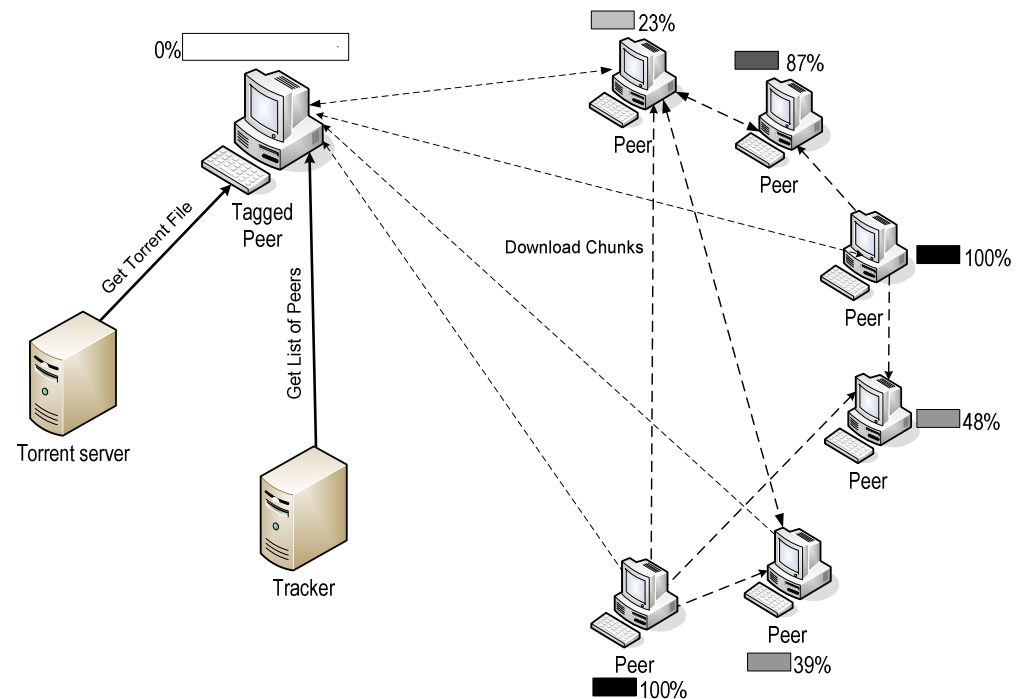 0%
23%
87%
Peer
Peer
Tagged
Peer
Get Torrent File
Download Chunks
100%
Peer
Get List of Peers
Torrent server
48%
Peer
Tracker
Peer
39%
Peer
100%